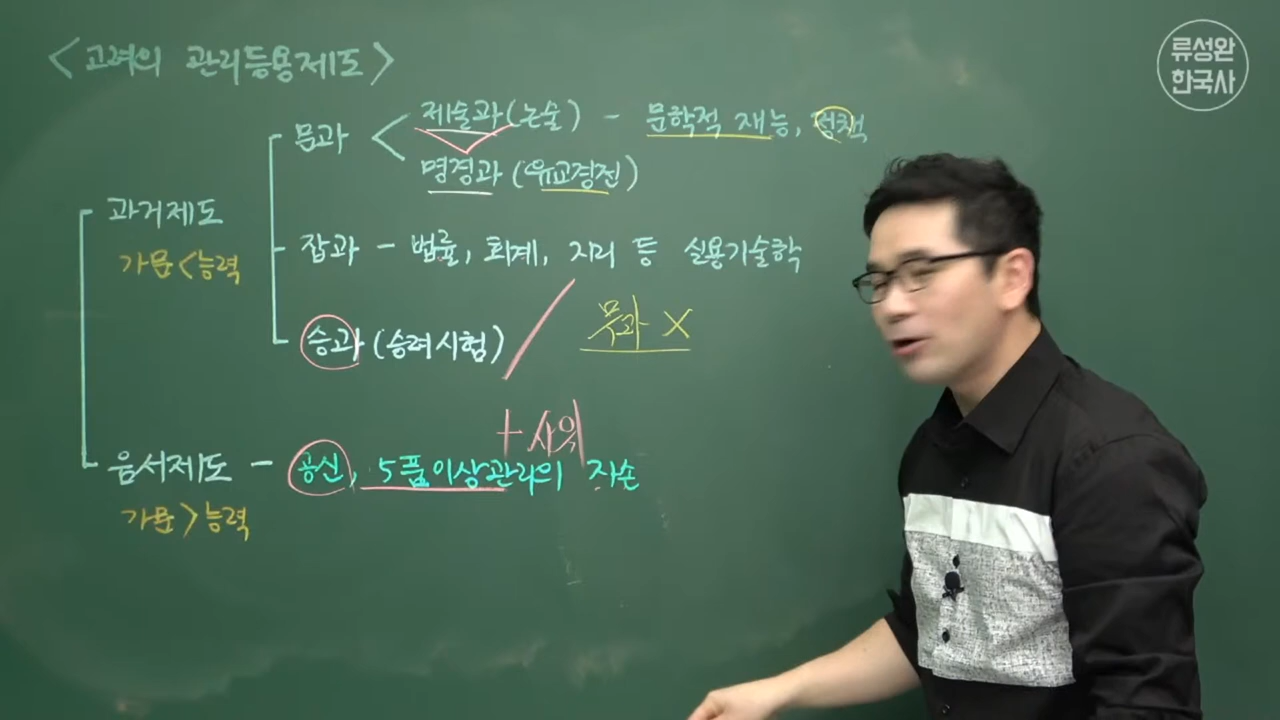 <고려의 관리등용제도>
류성완
한국사
문과 < 제술과(논술) - 문학적 재능, 정책
명경과 (유교경전)
과거제도
가문<능력
잡과 - 법률, 회계, 지리 등 실용기술학
무과 X
승과 (승려시험)
+사위
음서제도 - 공신, 5품이상관리의 자손
가문>능력